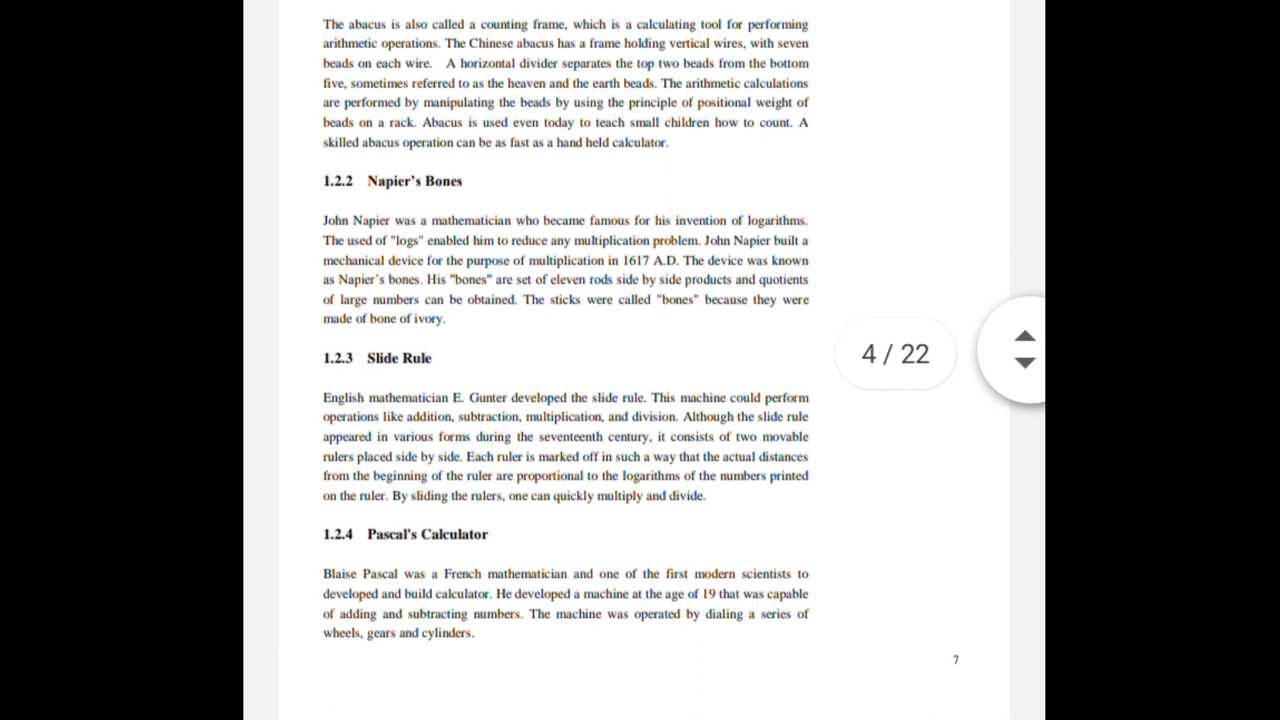 The abacus is also called a counting frame, which is a calculating tool for performing
arithmetic operations. The Chinese abacus has a frame holding vertical wires, with seven
beads on each wire. A horizontal divider separates the top two beads from the bottom
five, sometimes referred to as the heaven and the earth beads. The arithmetic calculations
are performed by manipulating the beads by using the principle of positional weight of
beads on a rack. Abacus is used even today to teach small children how to count. A
skilled abacus operation can be as fast as a hand held calculator.
1.2.2 Napier's Bones
John Napier was a mathematician who became famous for his invention of logarithms.
The used of "logs" enabled him to reduce any multiplication problem. John Napier built a
mechanical device for the purpose of multiplication in 1617 A.D. The device was known
as Napier's bones. His "bones" are set of eleven rods side by side products and quotients
of large numbers can be obtained. The sticks were called "bones" because they were
made of bone of ivory.
4 / 22
1.2.3 Slide Rule
English mathematician E. Gunter developed the slide rule. This machine could perform
operations like addition, subtraction, multiplication, and division. Although the slide rule
appeared in various forms during the seventeenth century, it consists of two movable
rulers placed side by side. Each ruler is marked off in such a way that the actual distances
from the beginning of the ruler are proportional to the logarithms of the numbers printed
on the ruler. By sliding the rulers, one can quickly multiply and divide.
1.2.4 Pascal's Calculator
Blaise Pascal was a French mathematician and one of the first modern scientists to
developed and build calculator. He developed a machine at the age of 19 that was capable
of adding and subtracting numbers. The machine was operated by dialing a series of
wheels, gears and cylinders.
7